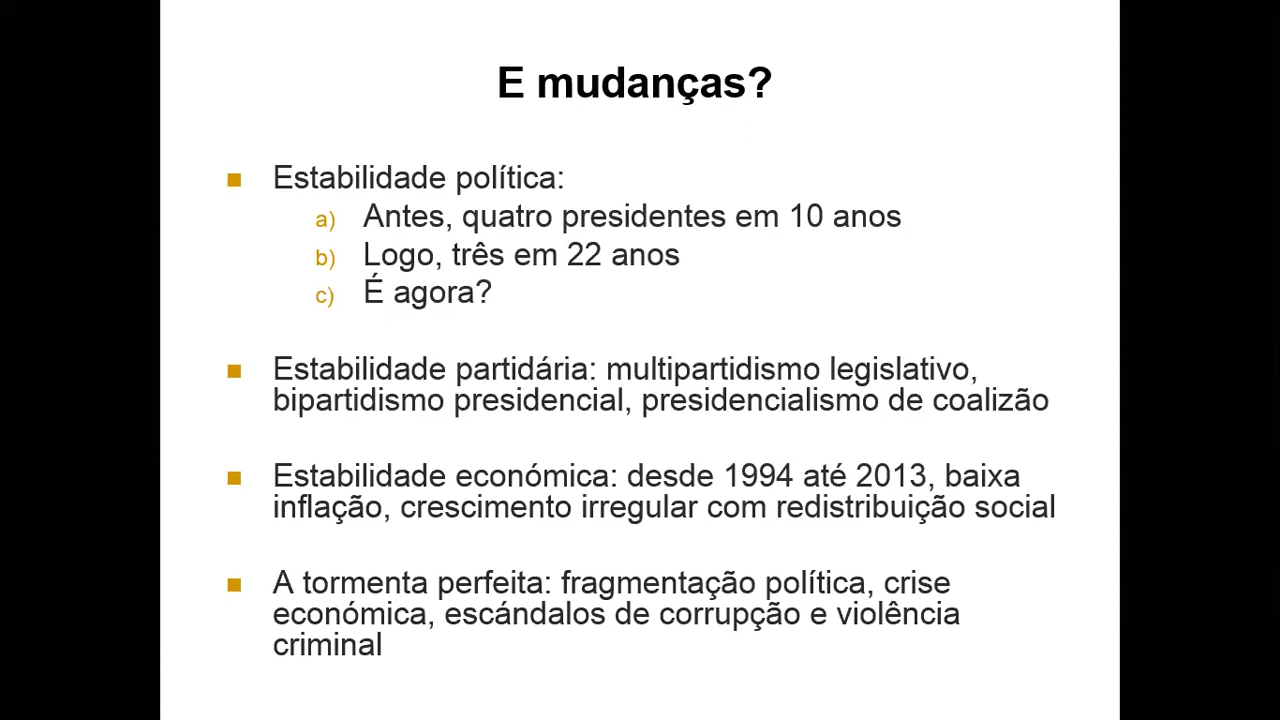 E mudanças?
Estabilidade política:
a) Antes, quatro presidentes em 10 anos
b) Logo, três em 22 anos
c) É agora?
Estabilidade partidária: multipartidismo legislativo,
bipartidismo presidencial, presidencialismo de coalizão
Estabilidade económica: desde 1994 até 2013, baixa
inflação, crescimento irregular com redistribuição social
A tormenta perfeita: fragmentação política, crise
económica, escándalos de corrupção e violência
criminal